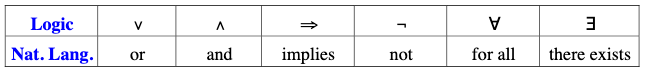 Logic ∨ ∧ ⇒ ¬ ∀ ∃
Nat. Lang. or and implies not for all there exists